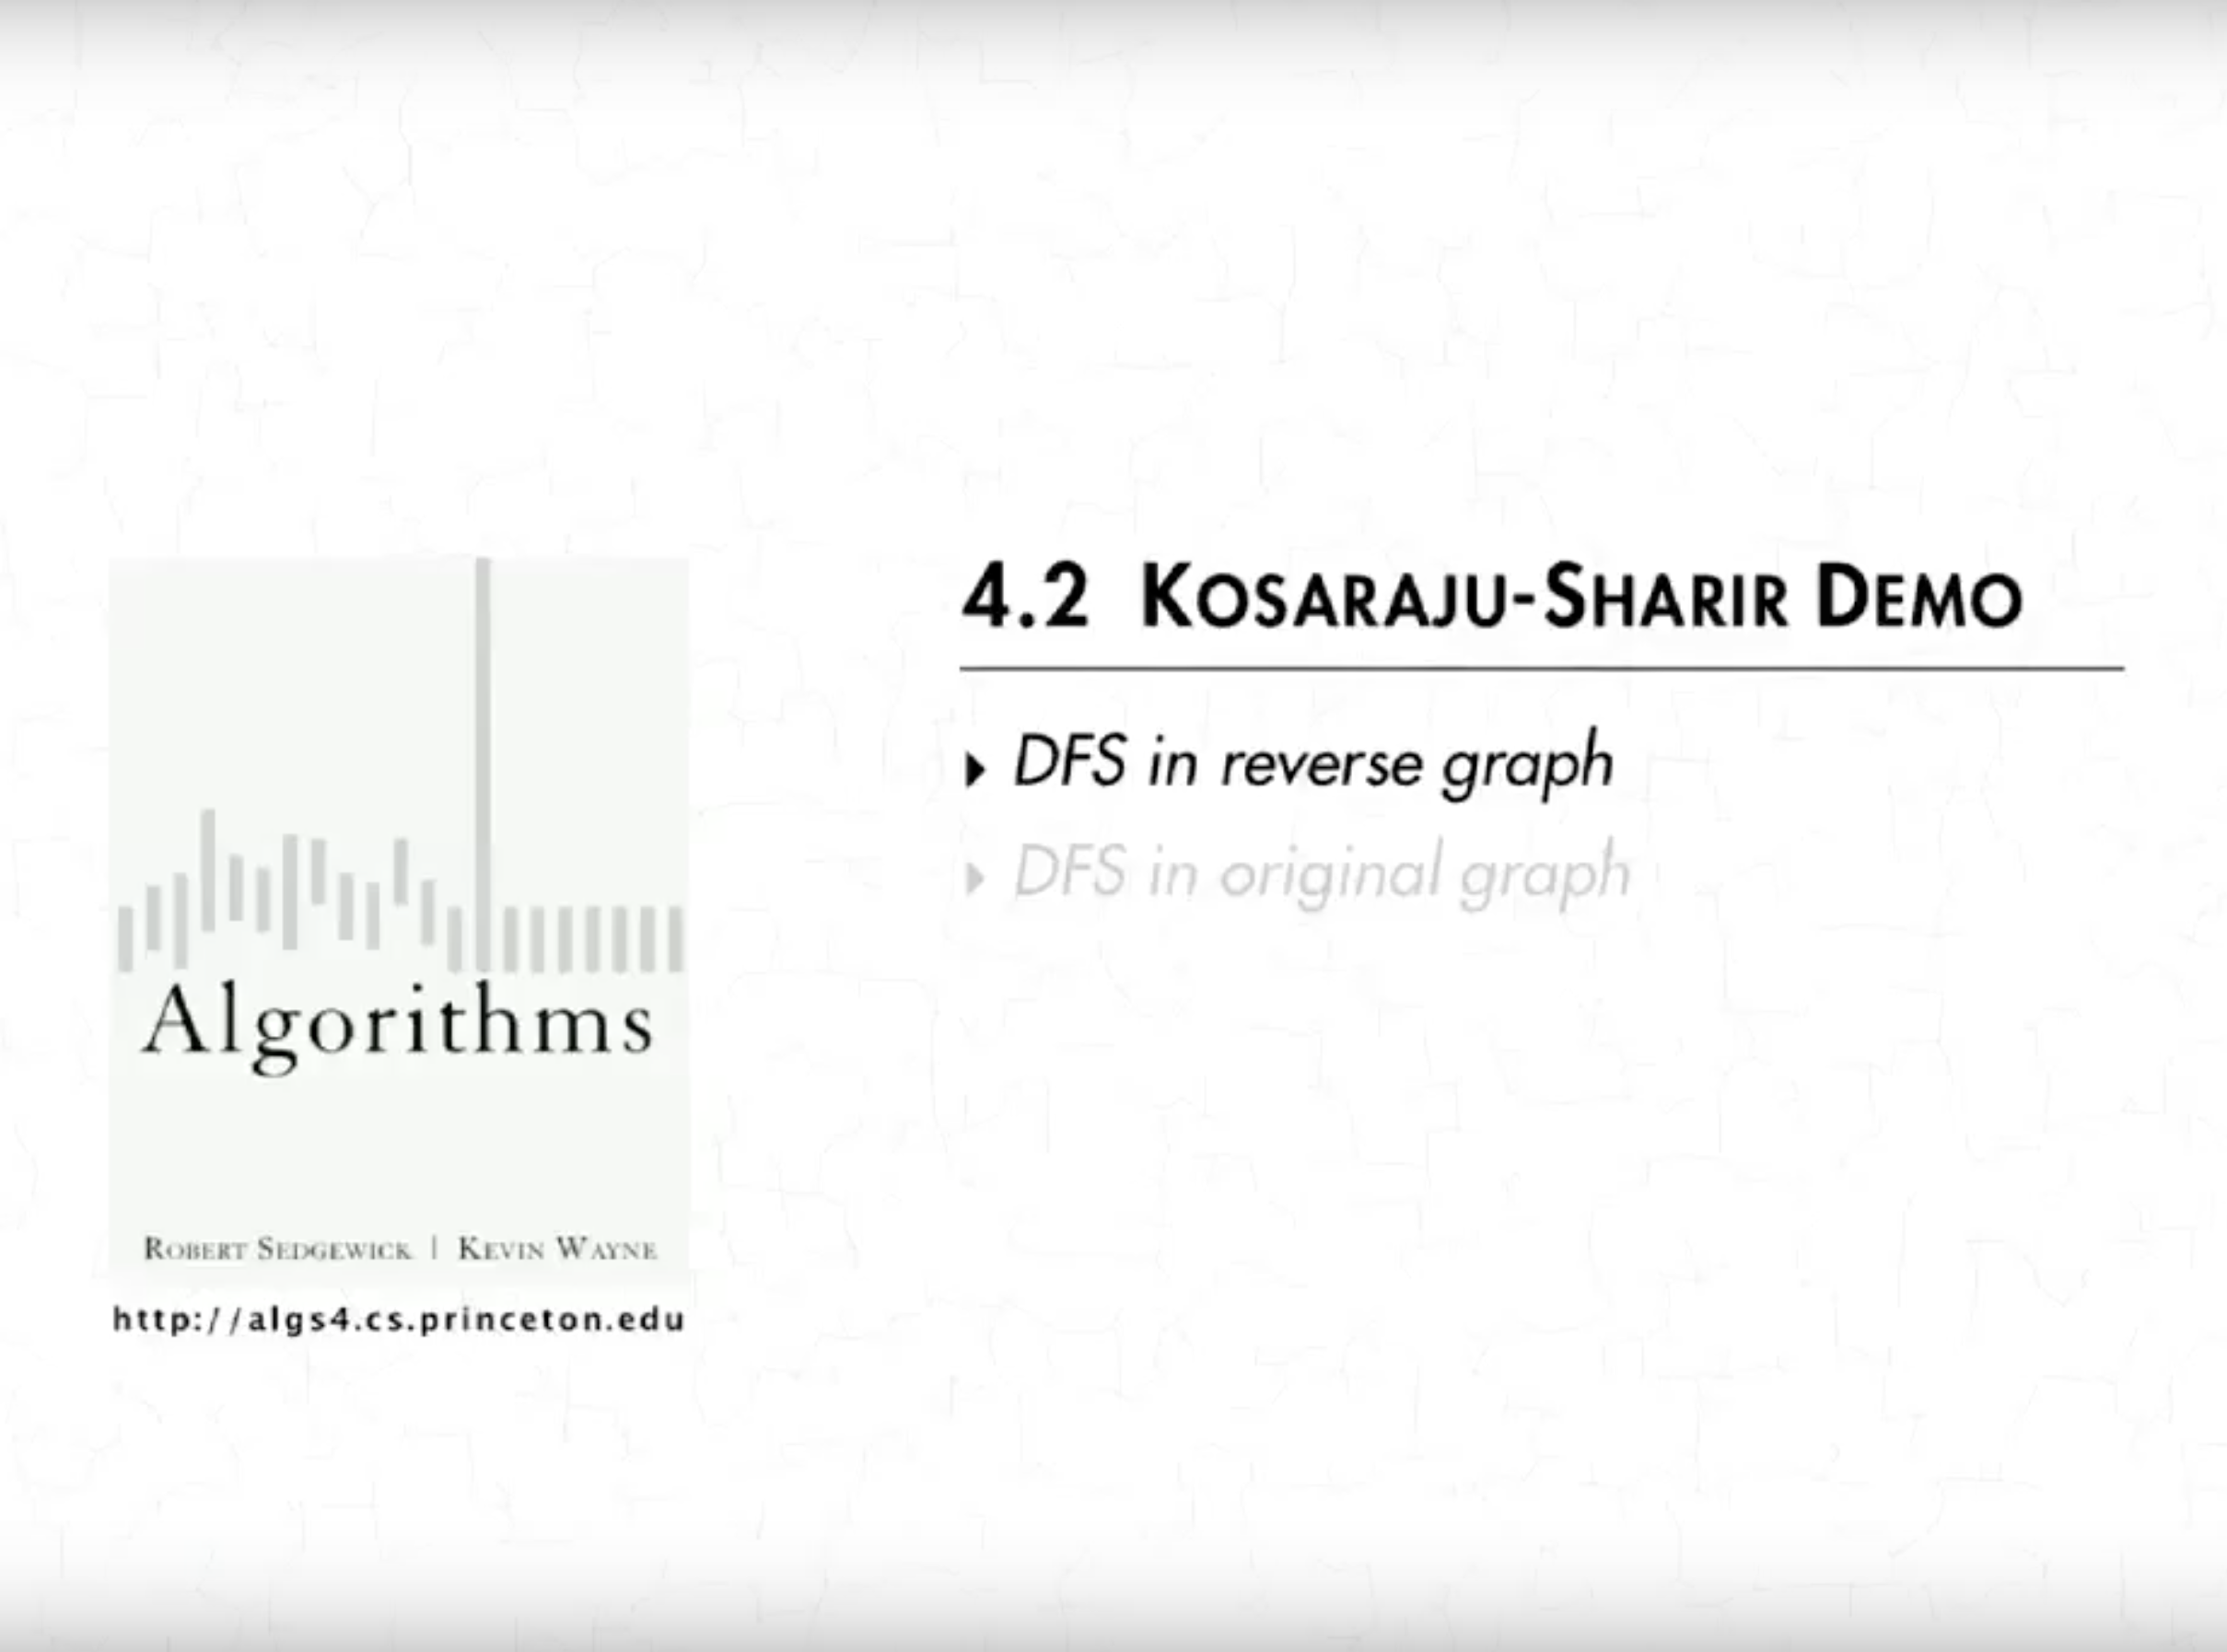 4.2 KOSARAJU-SHARIR DEMO
▸ DFS in reverse graph
▸ DFS in original graph
Algorithms
ROBERT SEDGEWICK | KEVIN WAYNE
http://algs4.cs.princeton.edu